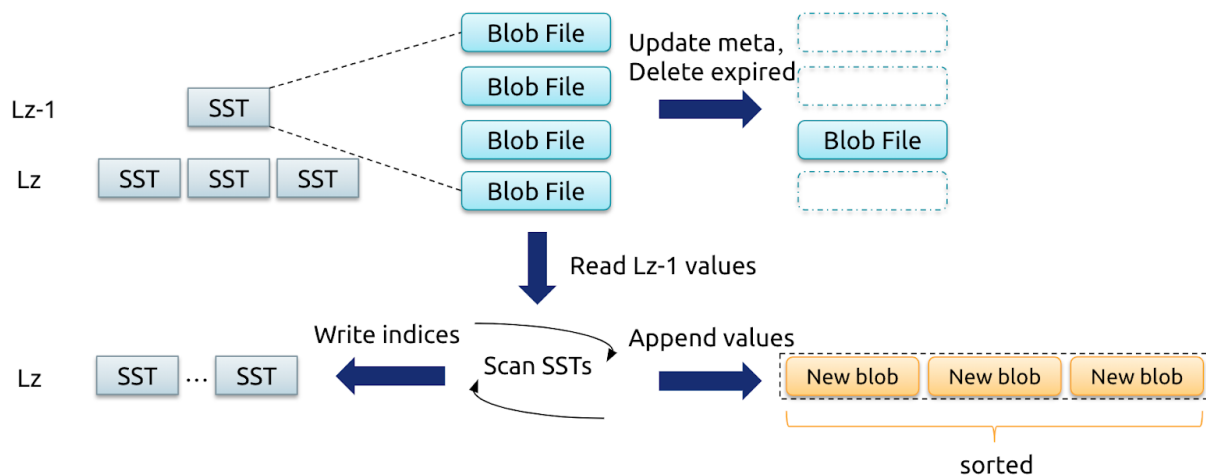 Blob File
Update meta,
Delete expired
Blob File
Lz-1
SST
Blob File
Blob File
Lz
SST
SST
SST
Blob File
Read Lz-1 values
Write indices
Append values
Lz
SST
...
SST
Scan SSTs
New blob
New blob
New blob
sorted